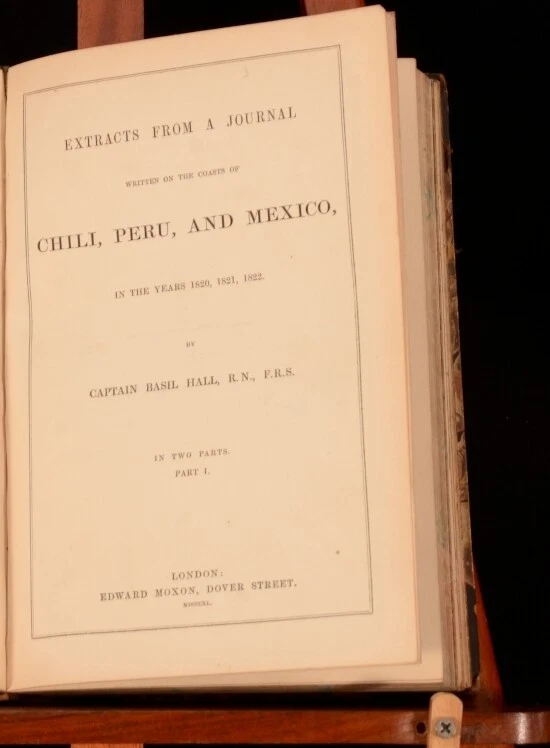 EXTRACTS FROM A JOURNAL
WRITTEN ON THE COASTS OF
CHILI, PERU, AND MEXICO,
IN THE YEARS 1820, 1821, 1822.
BY
CAPTAIN BASIL HALL, R.N., F.R.S.
IN TWO PARTS.
PART I.
LONDON:
EDWARD MOXON, DOVER STREET.
MDCCCXL.